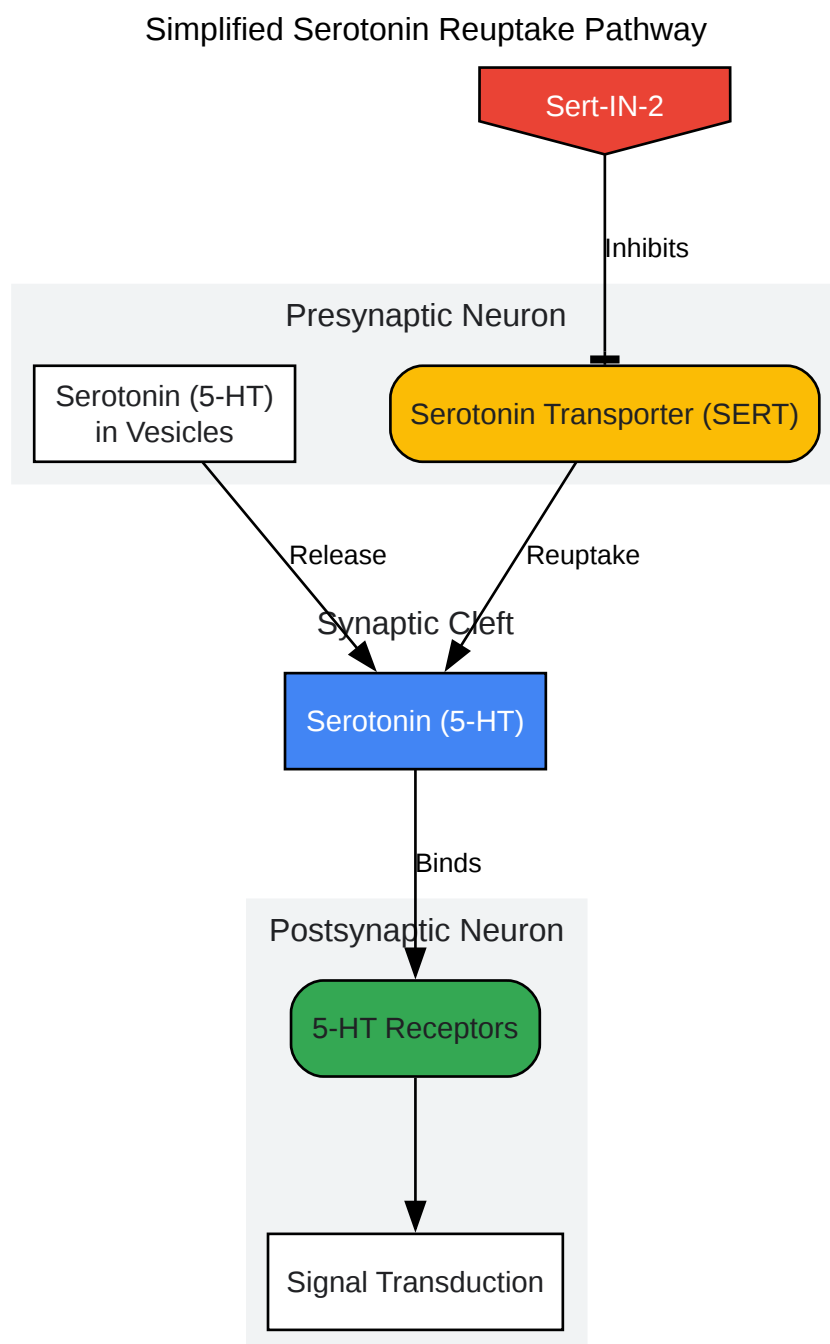 Simplified Serotonin Reuptake Pathway
Sert-IN-2
Inhibits
Presynaptic Neuron
Serotonin (5-HT)
in Vesicles
Serotonin Transporter (SERT)
Release
Reuptake
Synaptic Cleft
Serotonin (5-HT)
Binds
Postsynaptic Neuron
5-HT Receptors
Signal Transduction